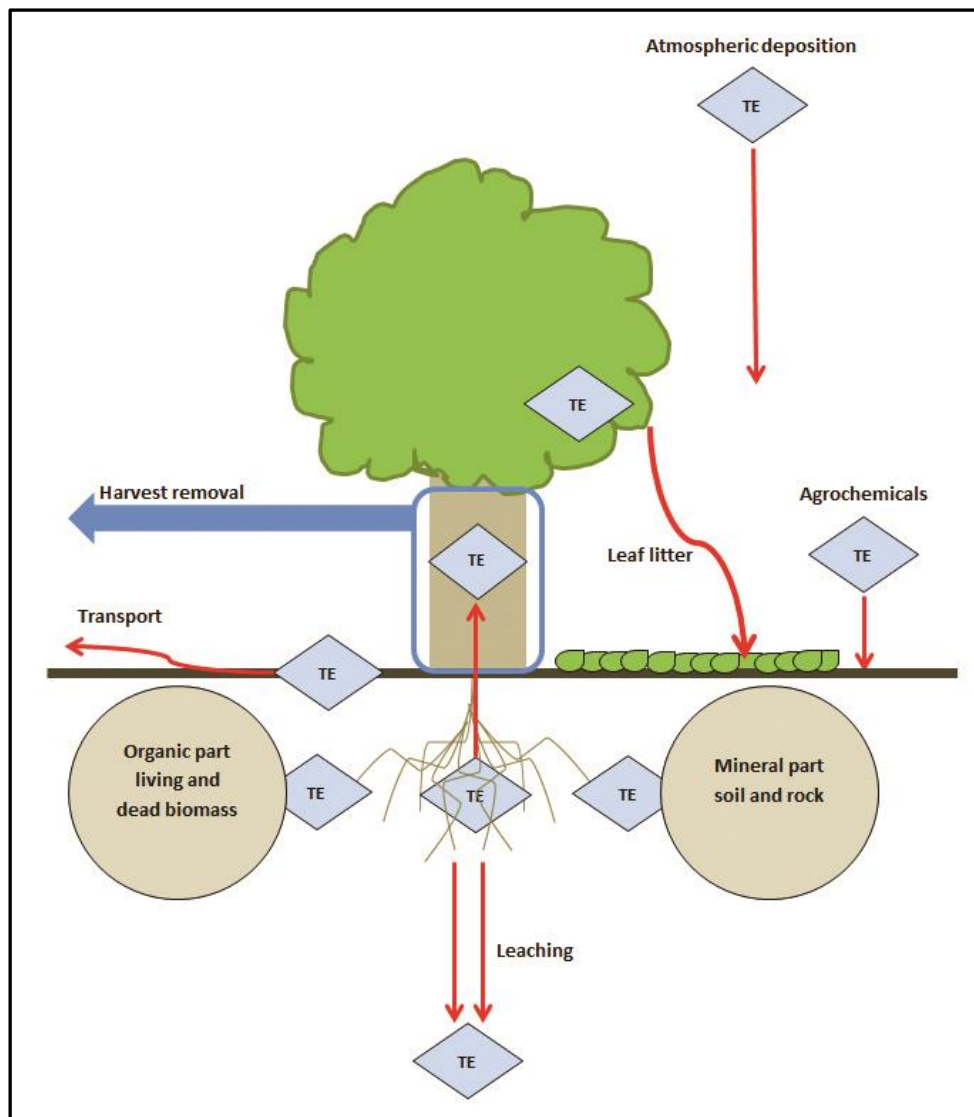 Atmospheric deposition
TE
TE
Harvest removal
Agrochemicals
TE
TE
Leaf litter
Transport
TE
Organic part
living and
dead biomass
TE
TE
TE
Mineral part
soil and rock
Leaching
TE